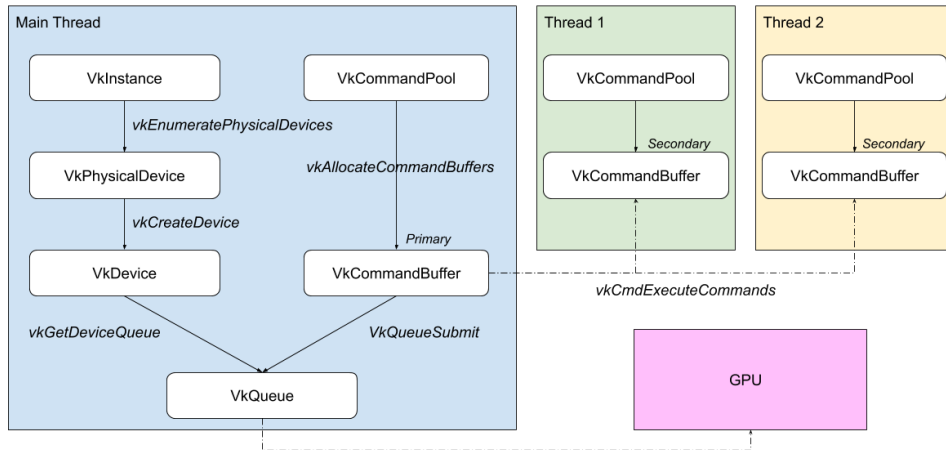 Main Thread
VkInstance
VkCommandPool
vkEnumeratePhysicalDevices
VkPhysicalDevice
vkAllocateCommandBuffers
vkCreateDevice
Primary
VkDevice
VkCommandBuffer
vkGetDeviceQueue
VkQueueSubmit
VkQueue
Thread 1
VkCommandPool
Secondary
VkCommandBuffer
Thread 2
VkCommandPool
Secondary
VkCommandBuffer
vkCmdExecuteCommands
GPU